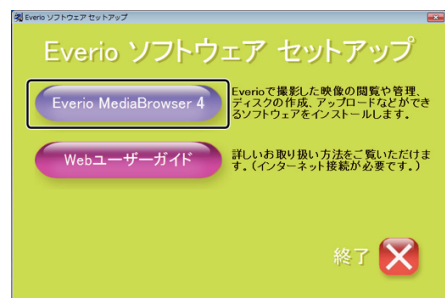 Everio ソフトウェア セットアップ
Everio ソフトウェア セットアップ
Everio MediaBrowser 4
Everioで撮影した映像の閲覧や管理、
ディスクの作成、アップロードなどができ
るソフトウェアをインストールします。
Webユーザーガイド
詳しいお取り扱い方法をご覧いただけま
す。(インターネット接続が必要です。)
終了